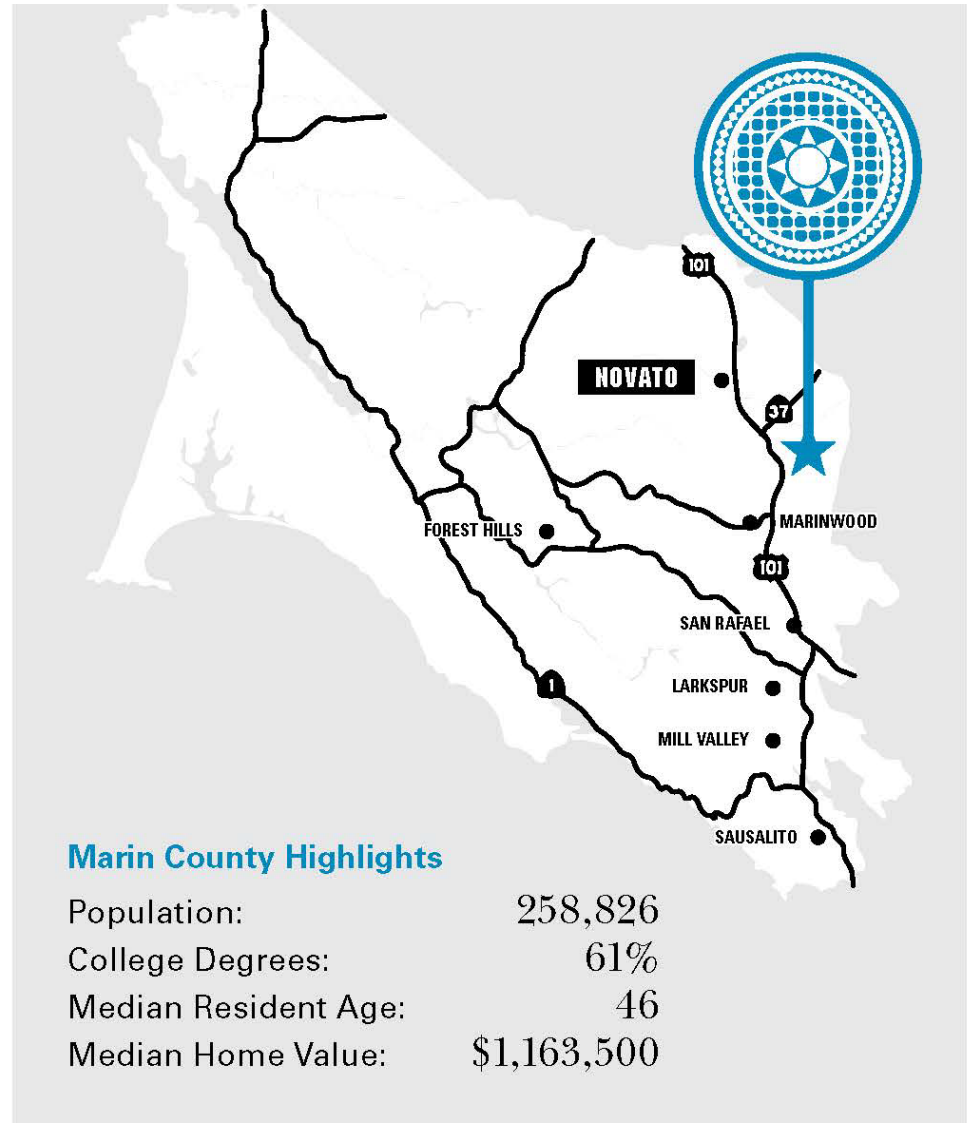 101
NOVATO
37
MARINWOOD
FOREST HILLS
101
SAN RAFAEL
1
LARKSPUR
MILL VALLEY
SAUSALITO
Marin County Highlights
Population: 258,826
College Degrees: 61%
Median Resident Age: 46
Median Home Value: $1,163,500